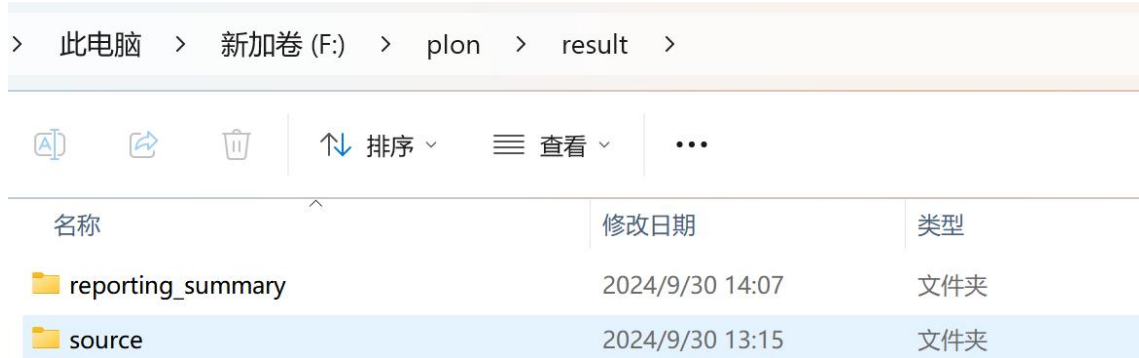 > 此电脑 > 新加卷 (F:) > plon > result >
排序 查看 •••
名称 修改日期 类型
reporting_summary 2024/9/30 14:07 文件夹
source 2024/9/30 13:15 文件夹